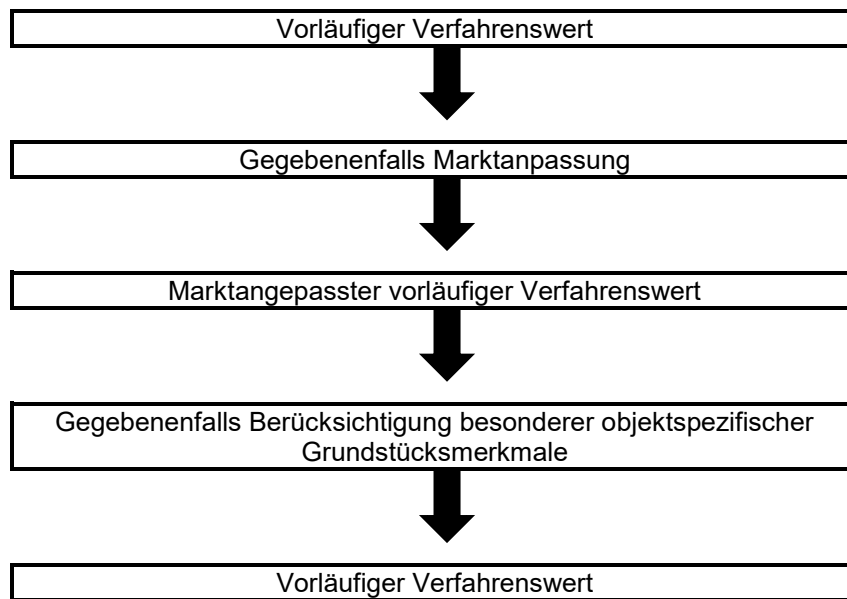 Vorläufiger Verfahrenswert
Gegebenenfalls Marktanpassung
Marktangepasster vorläufiger Verfahrenswert
Gegebenenfalls Berücksichtigung besonderer objektspezifischer
Grundstücksmerkmale
Vorläufiger Verfahrenswert